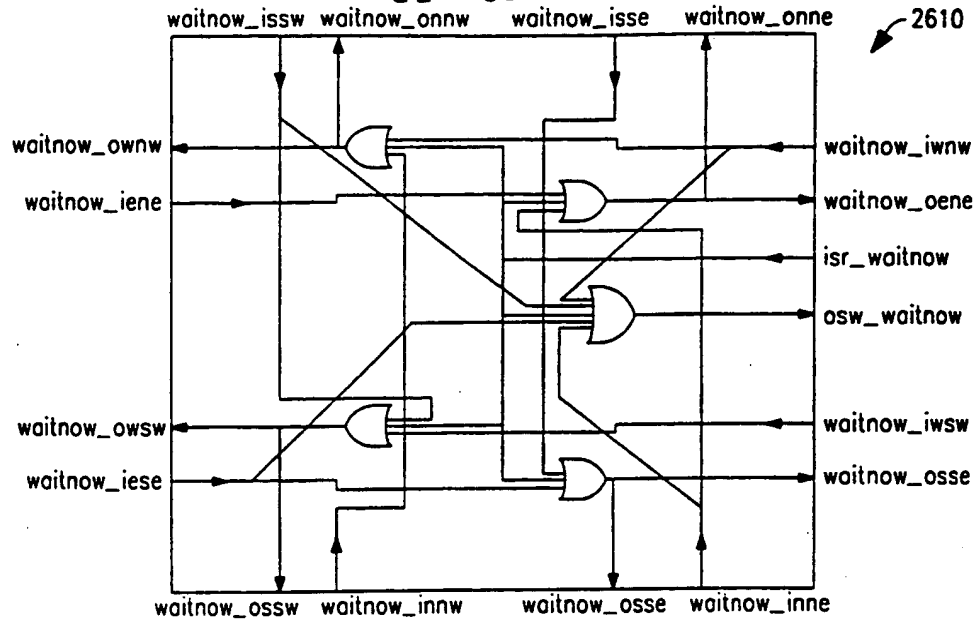 waitnow_issw waitnow_onnw waitnow_isse waitnow_onne
2610
waitnow_ownw
waitnow_iwnw
waitnow_iene
waitnow_oene
isr_waitnow
osw_waitnow
waitnow_owsw
waitnow_iwsw
waitnow_iese
waitnow_osse
waitnow_ossw waitnow_innw waitnow_osse waitnow_inne